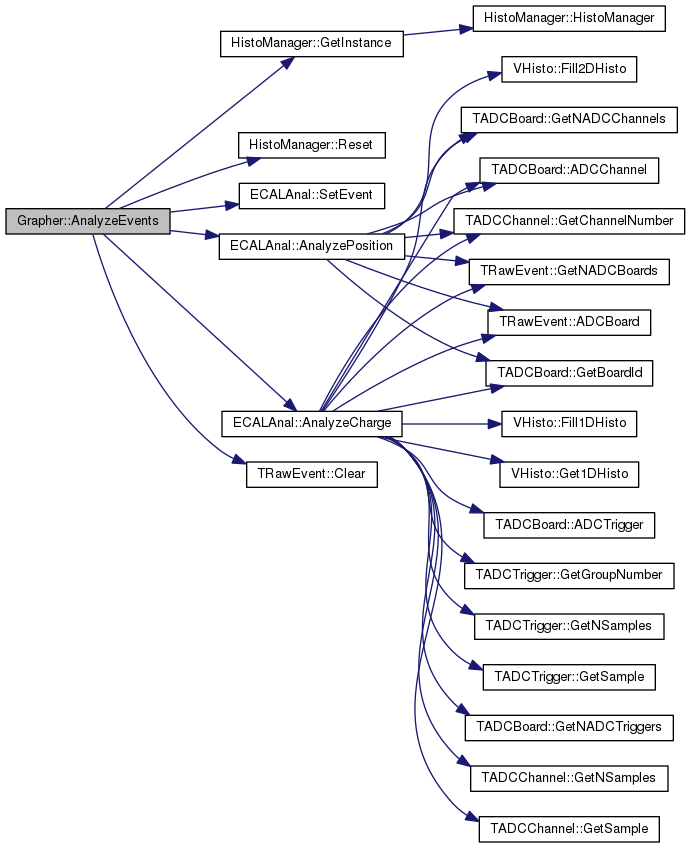 Grapher::AnalyzeEvents
HistoManager::GetInstance
HistoManager::Reset
ECALAnal::SetEvent
ECALAnal::AnalyzePosition
ECALAnal::AnalyzeCharge
TRawEvent::Clear
HistoManager::HistoManager
VHisto::Fill2DHisto
TADCBoard::GetNADCChannels
TADCBoard::ADCChannel
TADCChannel::GetChannelNumber
TRawEvent::GetNADCBoards
TRawEvent::ADCBoard
TADCBoard::GetBoardId
VHisto::Fill1DHisto
VHisto::Get1DHisto
TADCBoard::ADCTrigger
TADCTrigger::GetGroupNumber
TADCTrigger::GetNSamples
TADCTrigger::GetSample
TADCBoard::GetNADCTriggers
TADCChannel::GetNSamples
TADCChannel::GetSample